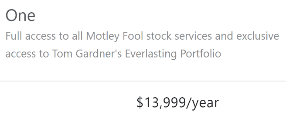 One
Full access to all Motley Fool stock services and exclusive
access to Tom Gardner's Everlasting Portfolio
$13,999/year